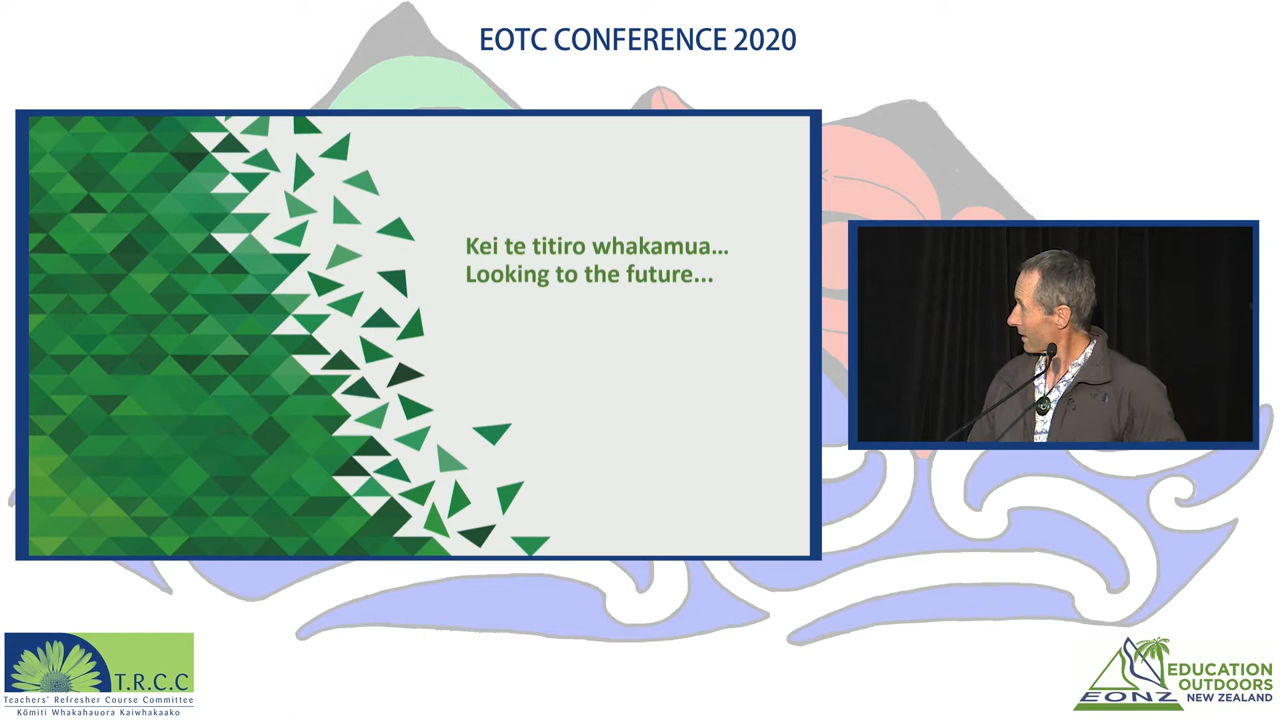 EOTC CONFERENCE 2020
Kei te titiro whakamua...
Looking to the future...
T.R.C.C
Teachers' Refresher Course Committee
Kōmiti Whakahauora Kaiwhakaako
EONZ
EDUCATION
OUTDOORS
NEW ZEALAND